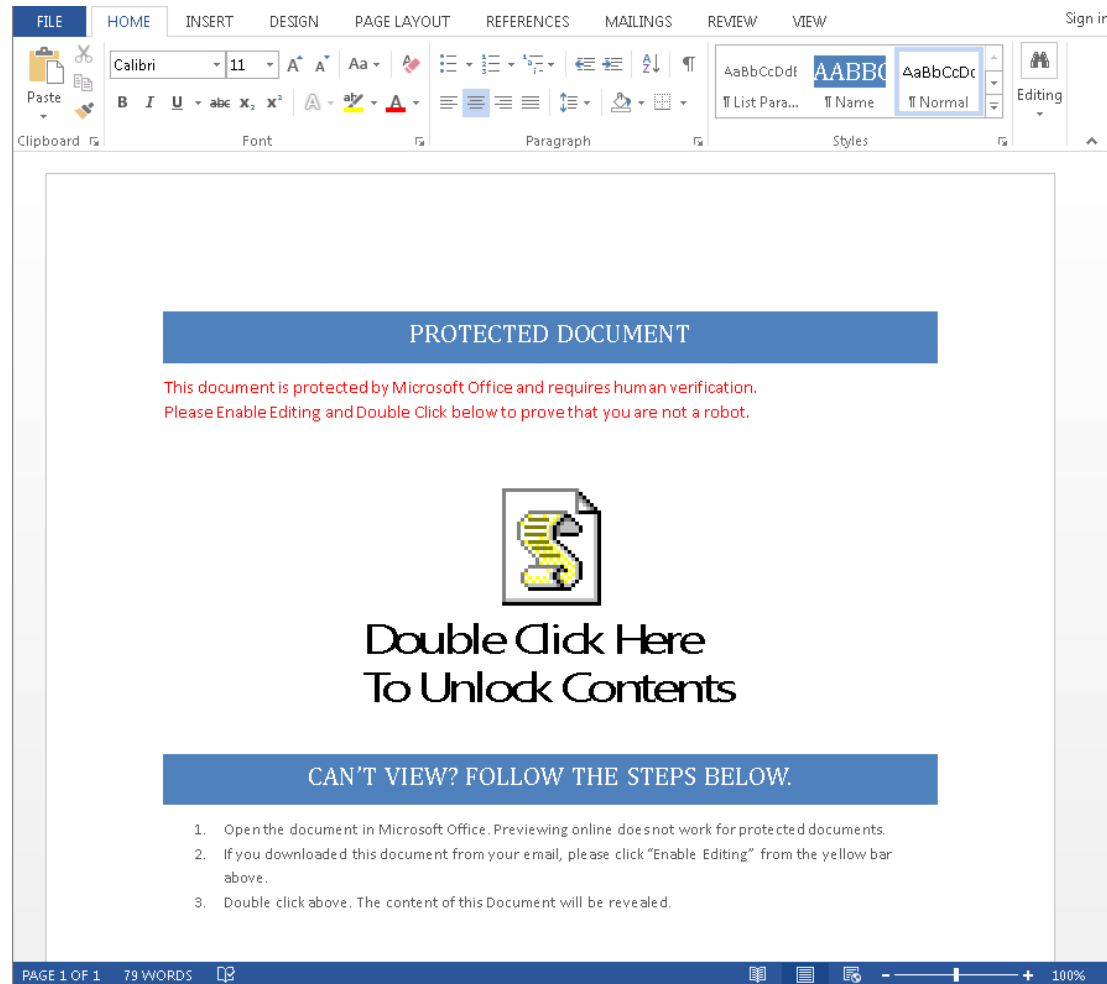 FILE HOME INSERT DESIGN PAGE LAYOUT REFERENCES MAILINGS REVIEW VIEW Sign in
Calibri 11 A A Aa
AaBbCcDdE AABBC AaBbCcDc
Paste B I U abc X₂ X² A ab A ¶ List Para... ¶ Name ¶ Normal Editing
Clipboard Font Paragraph Styles
PROTECTED DOCUMENT
This document is protected by Microsoft Office and requires human verification.
Please Enable Editing and Double Click below to prove that you are not a robot.
Double Click Here
To Unlock Contents
CAN'T VIEW? FOLLOW THE STEPS BELOW.
1. Open the document in Microsoft Office. Previewing online does not work for protected documents.
2. If you downloaded this document from your email, please click “Enable Editing” from the yellow bar
above.
3. Double click above. The content of this Document will be revealed.
PAGE 1 OF 1 79 WORDS 100%